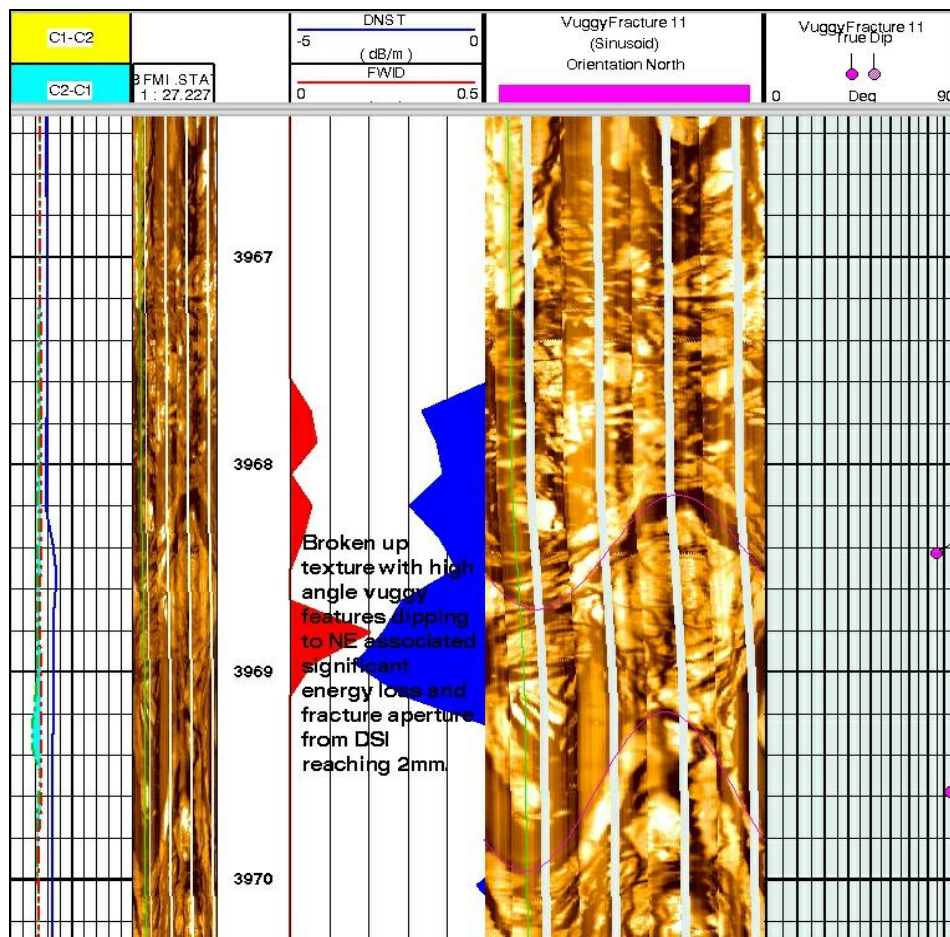 C1-C2
C2-C1
3 FMI .STAT
1 : 27.227
DNST
-5 0
( dB/m )
FWID
0 0.5
VuggyFracture 11
(Sinusoid)
Orientation North
VuggyFracture 11
True Dip
0 Deg 90
3967
3968
Broken up
texture with high
angle vuggy
features dipping
to NE associated
significant
energy loss and
fracture aperture
from DSI
reaching 2mm.
3969
3970